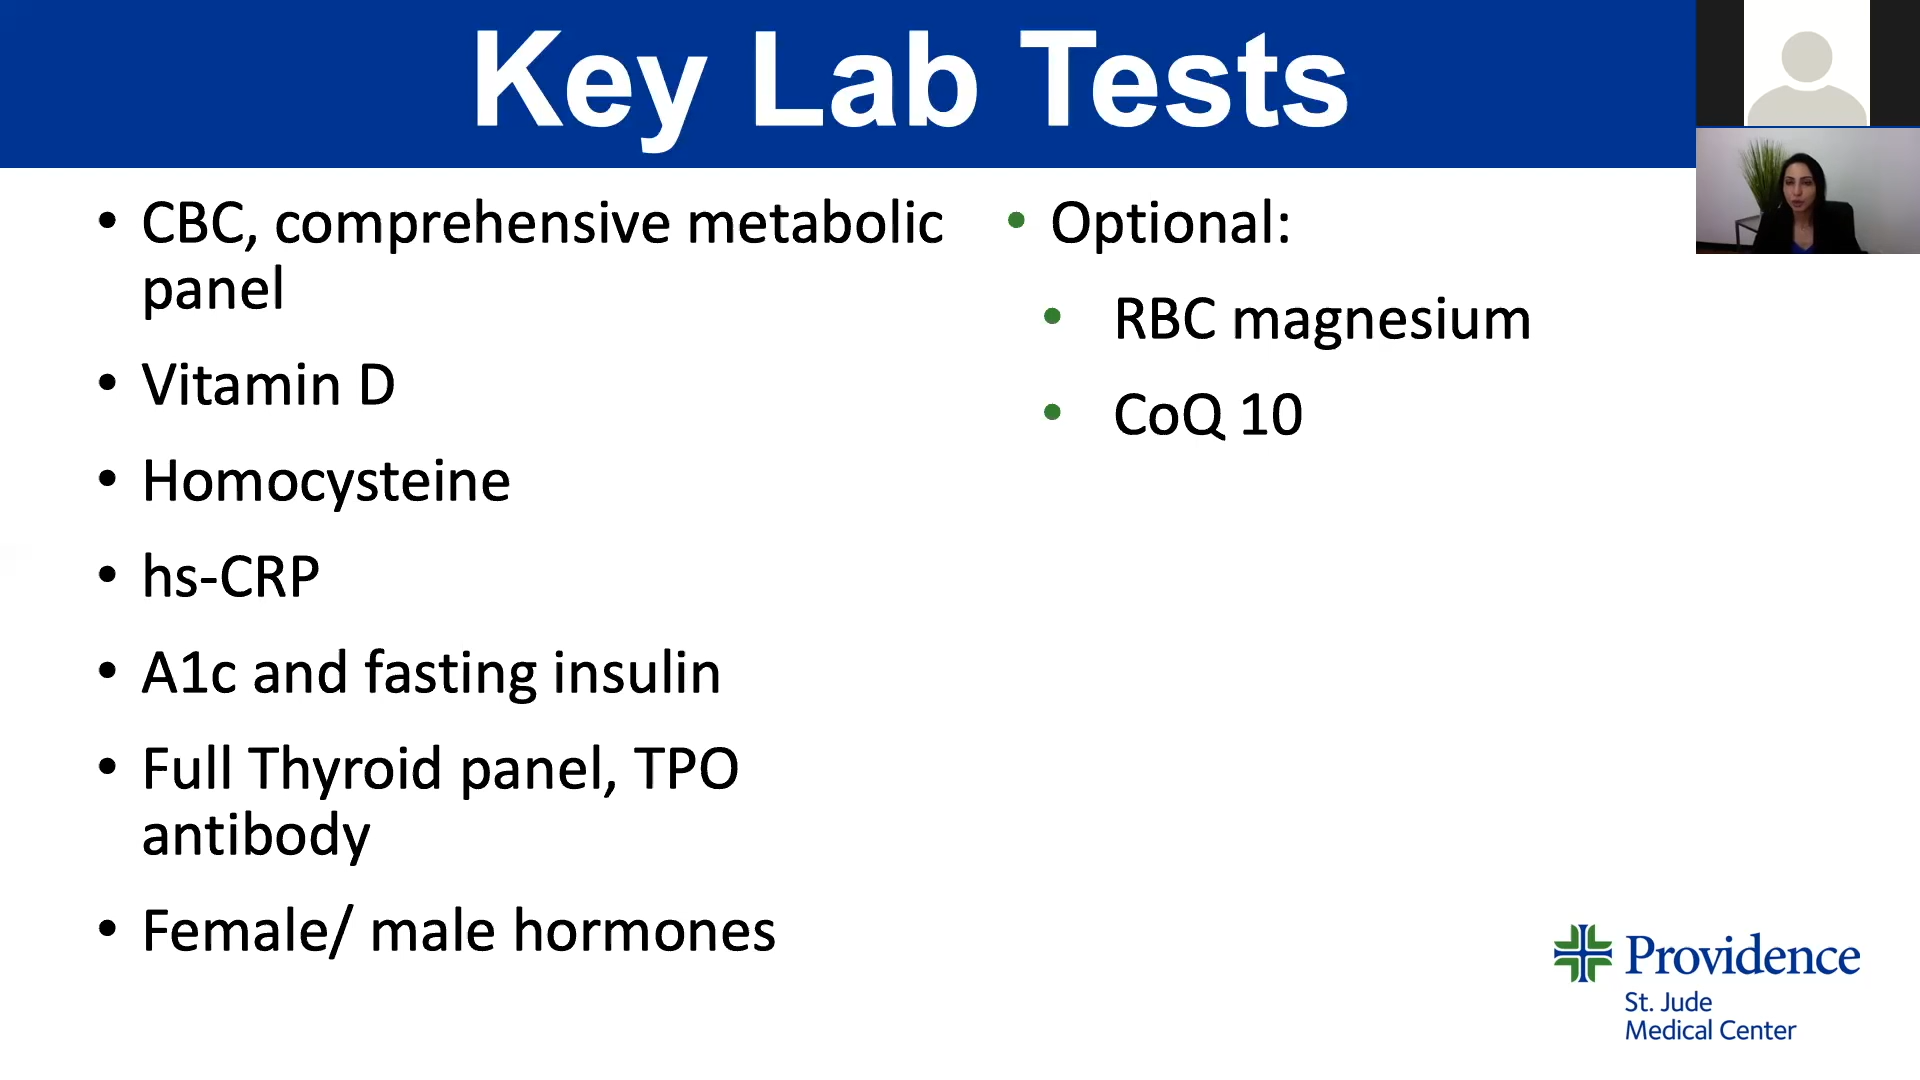 Key Lab Tests
• CBC, comprehensive metabolic
panel
• Vitamin D
• Homocysteine
• hs-CRP
• A1c and fasting insulin
• Full Thyroid panel, TPO
antibody
• Female/ male hormones
• Optional:
• RBC magnesium
• CoQ 10
Providence
St. Jude
Medical Center